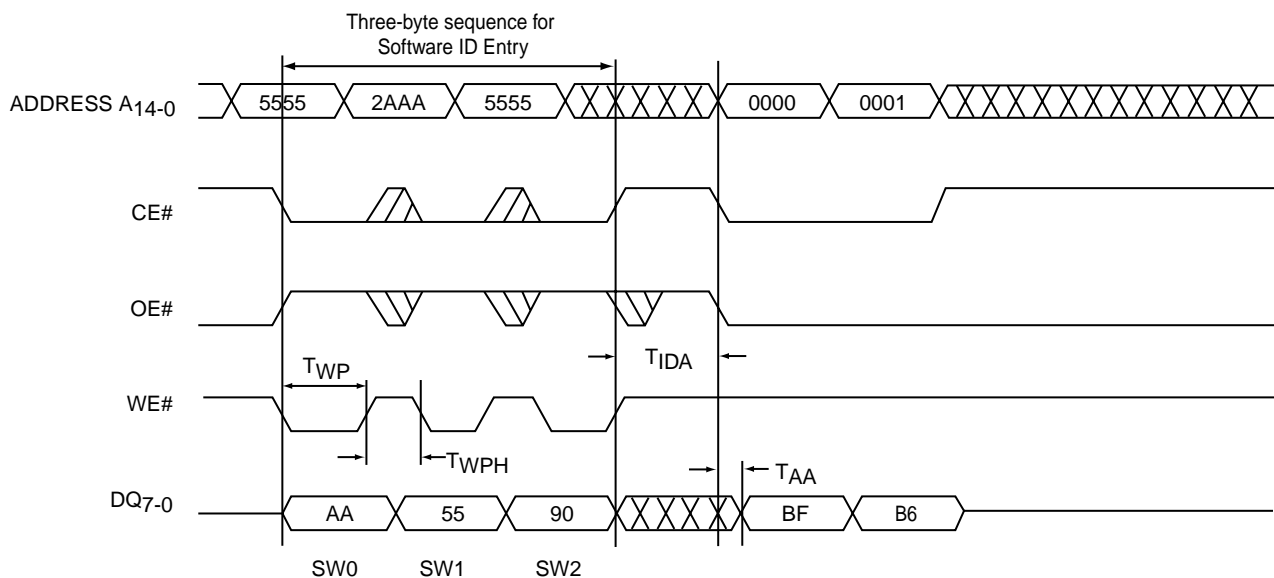 Three-byte sequence for
Software ID Entry
ADDRESS A14-0 5555 2AAA 5555 0000 0001
CE#
OE#
TIDA
TWP
WE#
TWPH
TAA
DQ7-0 AA 55 90 BF B6
SW0 SW1 SW2